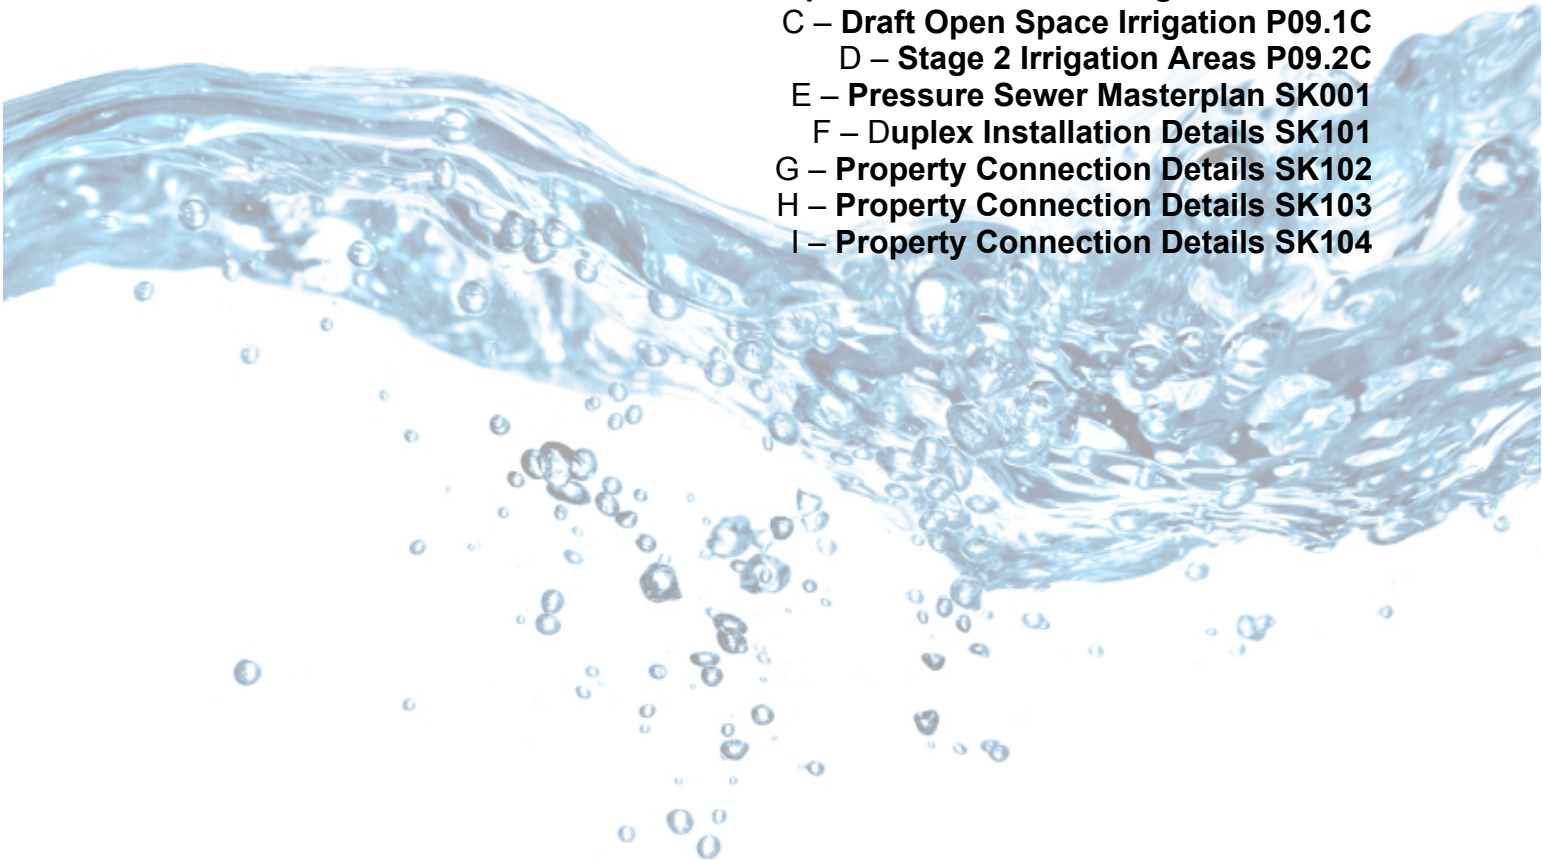 C – Draft Open Space Irrigation P09.1C
D – Stage 2 Irrigation Areas P09.2C
E – Pressure Sewer Masterplan SK001
F – Duplex Installation Details SK101
G – Property Connection Details SK102
H – Property Connection Details SK103
I – Property Connection Details SK104